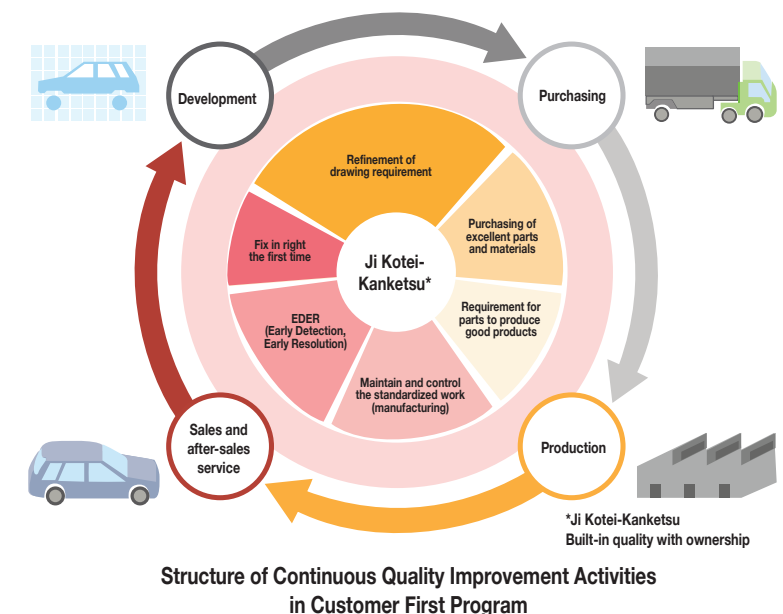 Development
Purchasing
Refinement of
drawing requirement
Purchasing of
excellent parts
and materials
Fix in right
the first time
Ji Kotei-
Kanketsu*
Requirement for
parts to produce
good products
EDER
(Early Detection,
Early Resolution)
Maintain and control
the standardized work
(manufacturing)
Sales and
after-sales
service
Production
*Ji Kotei-Kanketsu
Built-in quality with ownership
Structure of Continuous Quality Improvement Activities
in Customer First Program